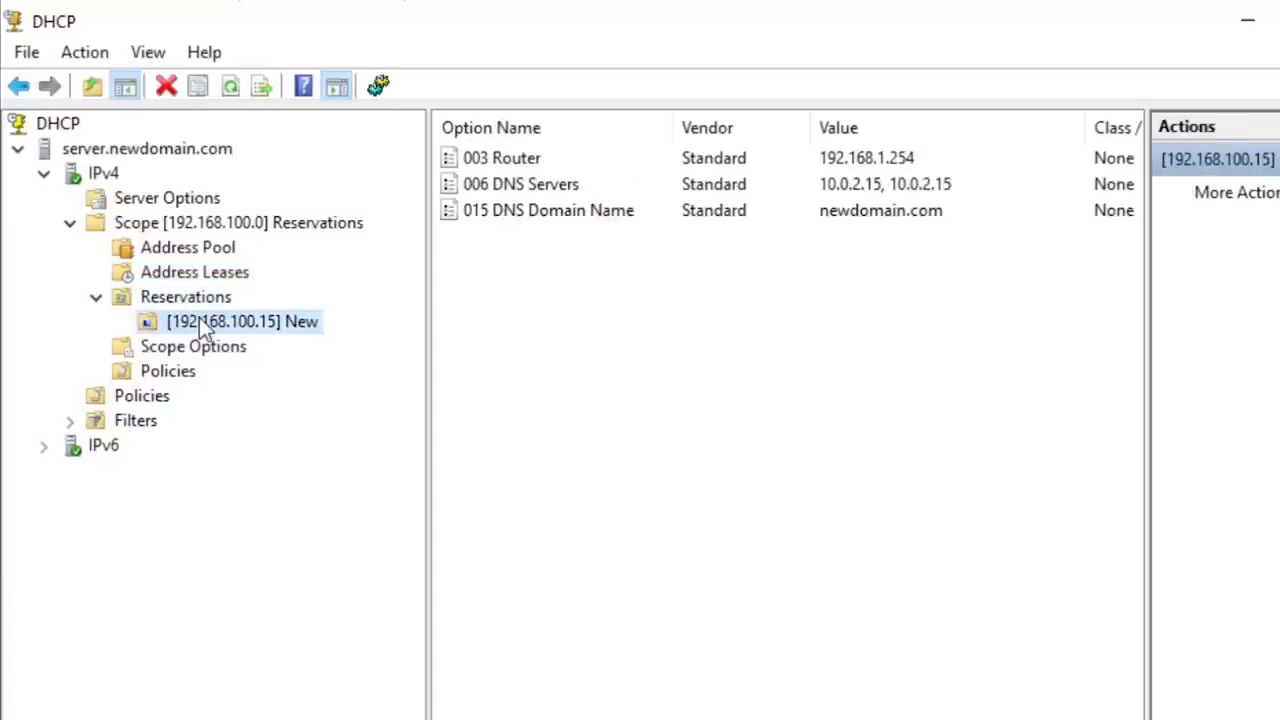 DHCP
File Action View Help
DHCP
server.newdomain.com
IPv4
Server Options
Scope [192.168.100.0] Reservations
Address Pool
Address Leases
Reservations
[192.168.100.15] New
Scope Options
Policies
Policies
Filters
IPv6
Option Name Vendor Value Class /
003 Router Standard 192.168.1.254 None
006 DNS Servers Standard 10.0.2.15, 10.0.2.15 None
015 DNS Domain Name Standard newdomain.com None
Actions
[192.168.100.15]
More Action